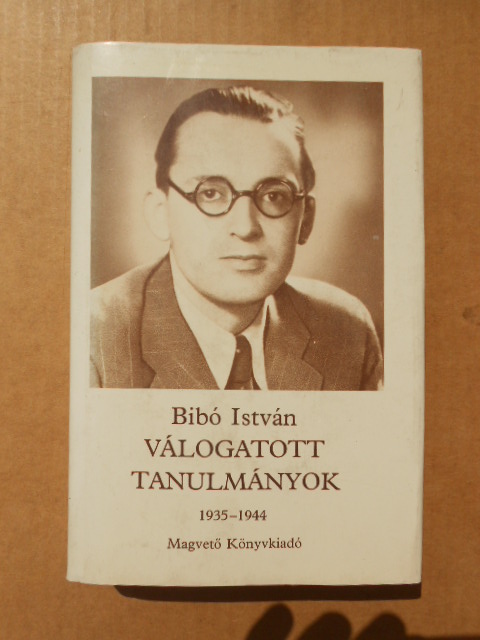 Bibó István
VÁLOGATOTT
TANULMÁNYOK
1935–1944
Magvető Könyvkiadó